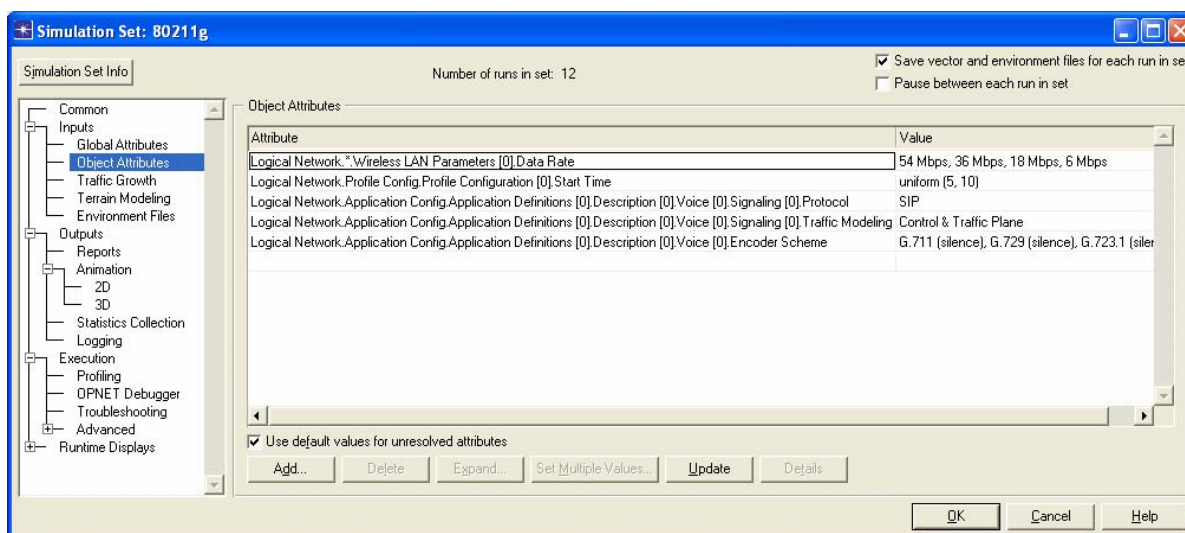 Simulation Set: 80211g
Simulation Set Info
Number of runs in set: 12
Save vector and environment files for each run in se
Pause between each run in set
Common
Inputs
Global Attributes
Object Attributes
Traffic Growth
Terrain Modeling
Environment Files
Outputs
Reports
Animation
2D
3D
Statistics Collection
Logging
Execution
Profiling
OPNET Debugger
Troubleshooting
Advanced
Runtime Displays
Object Attributes
Attribute Value
Logical Network.*.Wireless LAN Parameters [0].Data Rate 54 Mbps, 36 Mbps, 18 Mbps, 6 Mbps
Logical Network.Profile Config.Profile Configuration [0].Start Time uniform (5, 10)
Logical Network.Application Config.Application Definitions [0].Description [0].Voice [0].Signaling [0].Protocol SIP
Logical Network.Application Config.Application Definitions [0].Description [0].Voice [0].Signaling [0].Traffic Modeling Control & Traffic Plane
Logical Network.Application Config.Application Definitions [0].Description [0].Voice [0].Encoder Scheme G.711 (silence), G.729 (silence), G.723.1 (siler
Use default values for unresolved attributes
Add... Delete Expand... Set Multiple Values... Update Details
OK Cancel Help